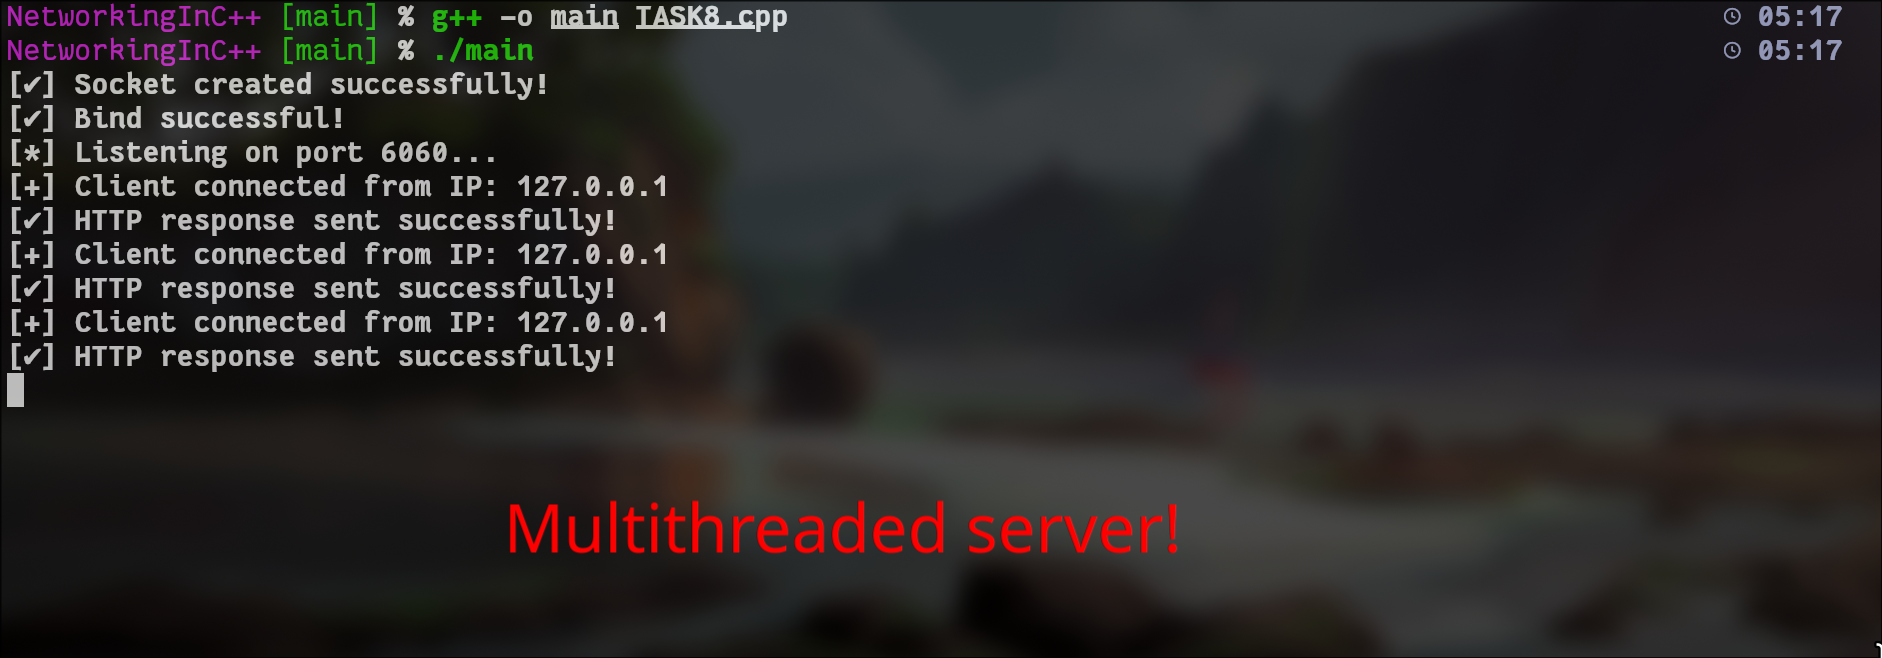 NetworkingInC++ [main] % g++ -o main TASK8.cpp 05:17
NetworkingInC++ [main] % ./main 05:17
[✔] Socket created successfully!
[✔] Bind successful!
[*] Listening on port 6060...
[+] Client connected from IP: 127.0.0.1
[✔] HTTP response sent successfully!
[+] Client connected from IP: 127.0.0.1
[✔] HTTP response sent successfully!
[+] Client connected from IP: 127.0.0.1
[✔] HTTP response sent successfully!
Multithreaded server!